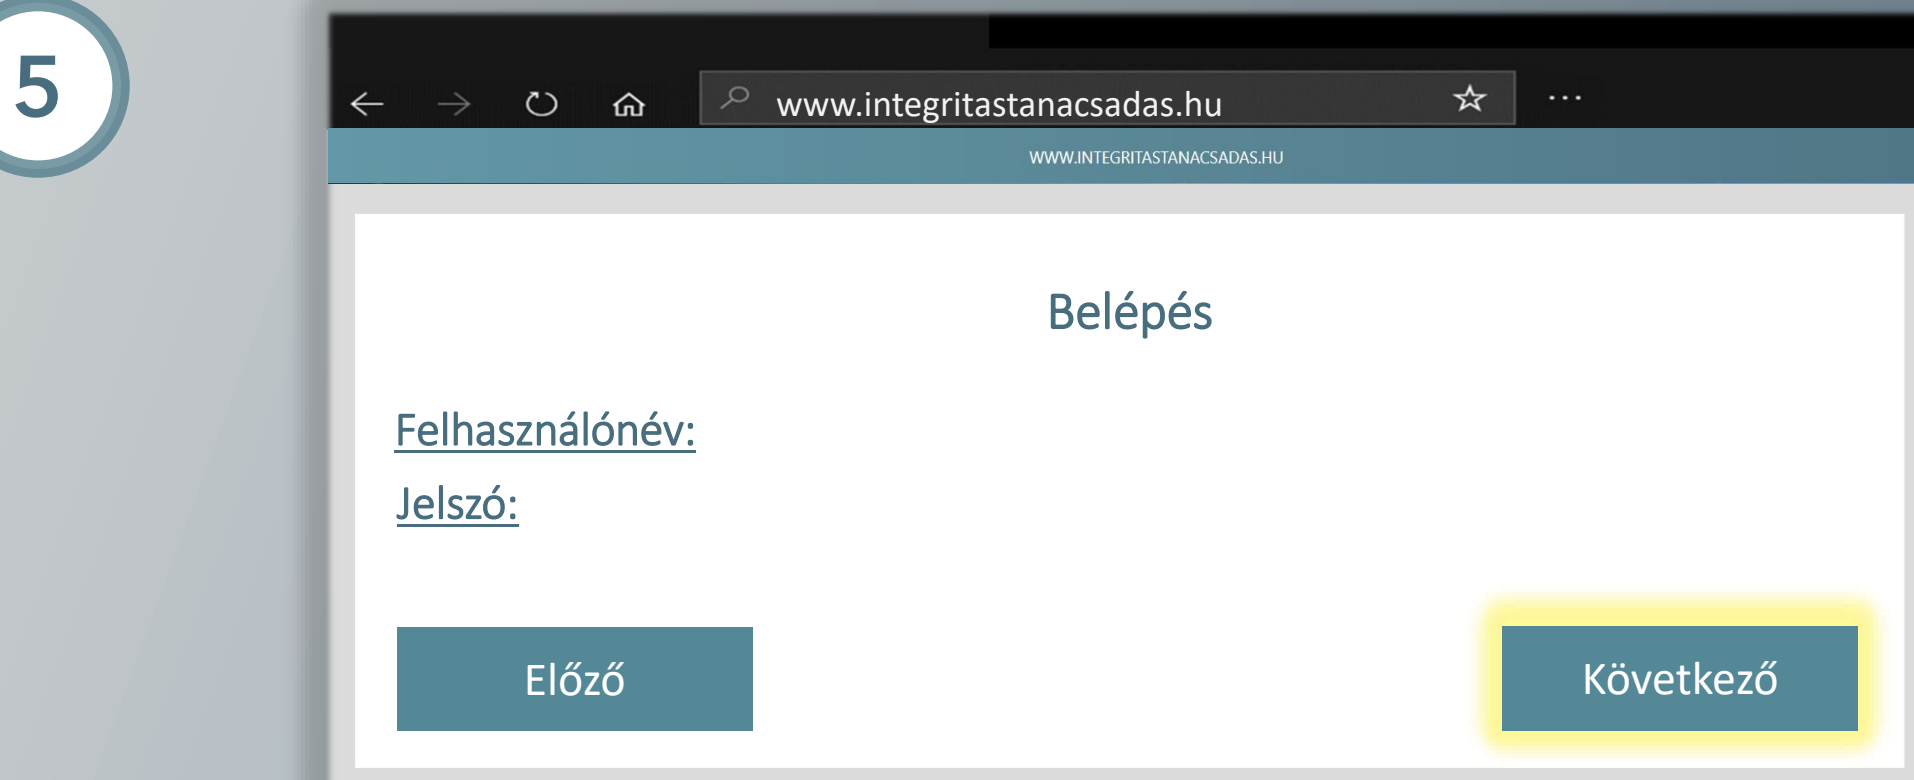 5
www.integritastanacsadas.hu
WWW.INTEGRITASTANACSADAS.HU
Belépés
Felhasználónév:
Jelszó:
Előző
Következő